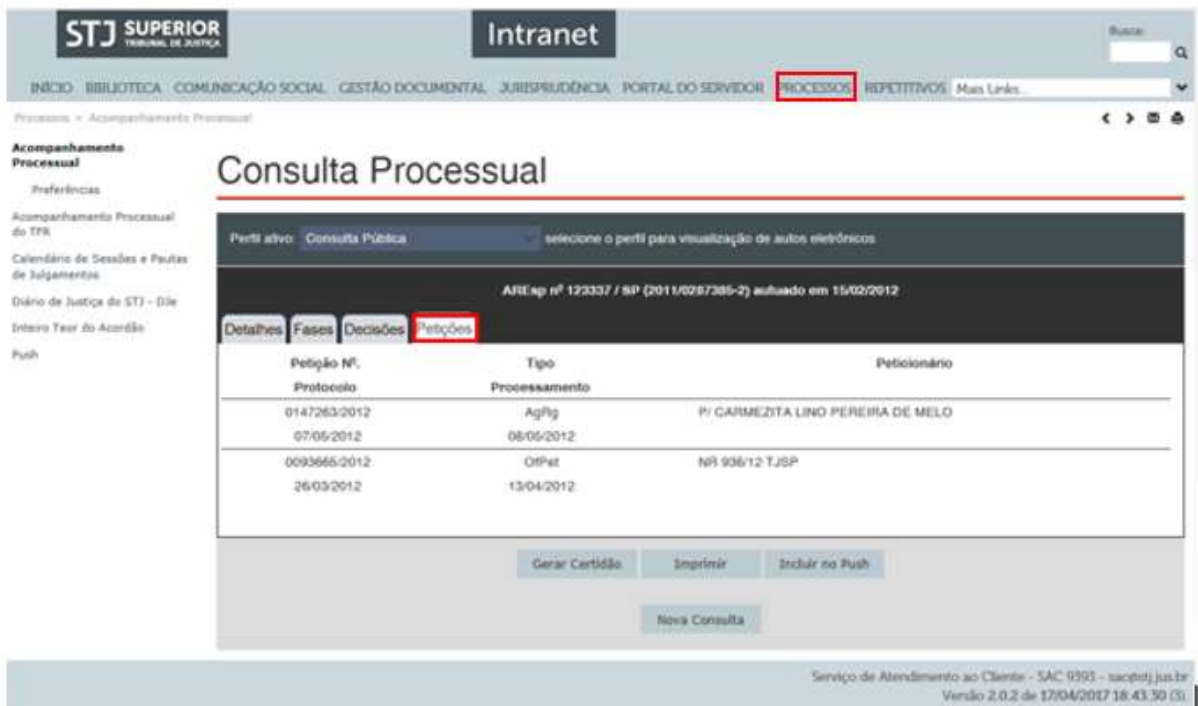 STJ SUPERIOR
TRIBUNAL DE JUSTIÇA
Intranet
Busca:
INÍCIO BIBLIOTECA COMUNICAÇÃO SOCIAL GESTÃO DOCUMENTAL JURISPRUDÊNCIA PORTAL DO SERVIDOR PROCESSOS REPETITIVOS Mais Links...
Processos » Acompanhamento Processual
Acompanhamento
Processual
Preferências
Acompanhamento Processual
do TFR
Calendário de Sessões e Pautas
de Julgamentos
Diário de Justiça do STJ - DJe
Inteiro Teor do Acordão
Push
Consulta Processual
Perfil ativo: Consulta Pública selecione o perfil para visualização de autos eletrônicos
AREsp nº 123337 / SP (2011/0287385-2) autuado em 15/02/2012
Detalhes Fases Decisões Petições
Petição Nº. Tipo Peticionário
Protocolo Processamento
0147263/2012 AgRg P/ CARMEZITA LINO PEREIRA DE MELO
07/05/2012 08/05/2012
0093665/2012 OfPet NR 936/12 TJSP
26/03/2012 13/04/2012
Gerar Certidão Imprimir Incluir no Push
Nova Consulta
Serviço de Atendimento ao Cliente - SAC 9393 - sac@stj.jus.br
Versão 2.0.2 de 17/04/2017 18:43:30 (3)